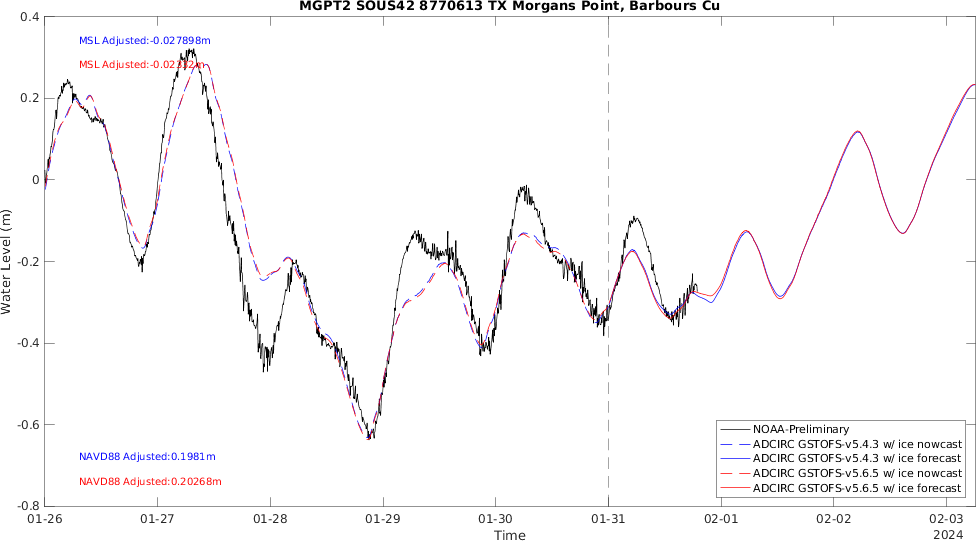 MGPT2 SOUS42 8770613 TX Morgans Point, Barbours Cu
0.4
0.2
0
-0.2
-0.4
-0.6
-0.8
Water Level (m)
MSL Adjusted:-0.027898m
MSL Adjusted:
NAVD88 Adjusted:0.1981m
NAVD88 Adjusted:0.20268m
NOAA-Preliminary
ADCIRC GSTOFS-v5.4.3 w/ ice nowcast
ADCIRC GSTOFS-v5.4.3 w/ ice forecast
ADCIRC GSTOFS-v5.6.5 w/ ice nowcast
ADCIRC GSTOFS-v5.6.5 w/ ice forecast
01-26 01-27 01-28 01-29 01-30 01-31 02-01 02-02 02-03
Time
2024